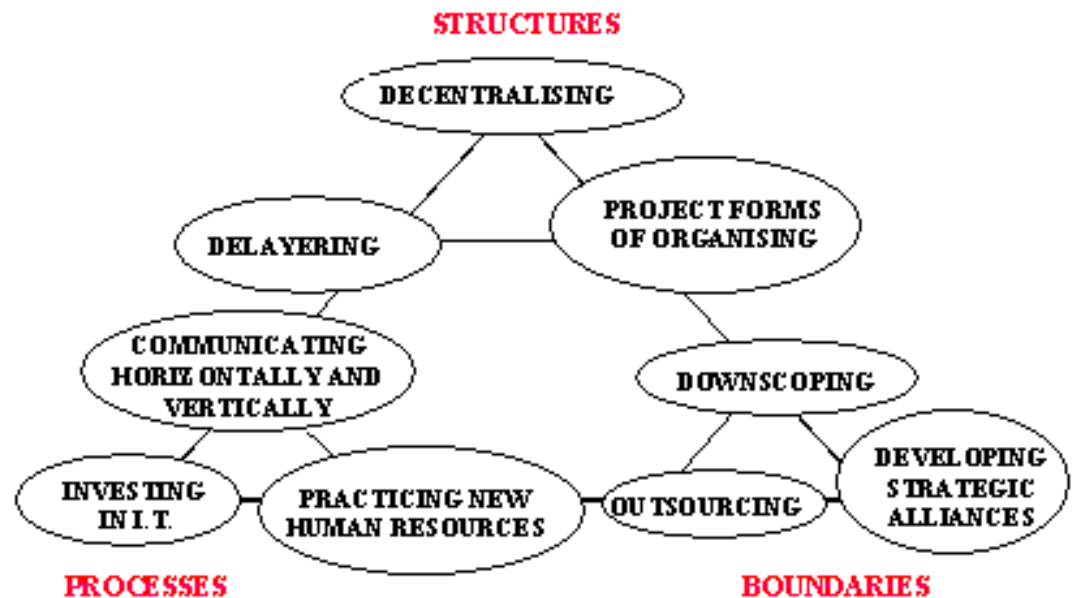 STRUCTURES
DECENTRALISING
PROJECT FORMS
OF ORGANISING
DELAYERING
COMMUNICATING
HORIZONTALLY AND
VERTICALLY
DOWNSCOPING
INVESTING
IN I.T.
PRACTICING NEW
HUMAN RESOURCES
OUTSOURCING
DEVELOPING
STRATEGIC
ALLIANCES
PROCESSES
BOUNDARIES